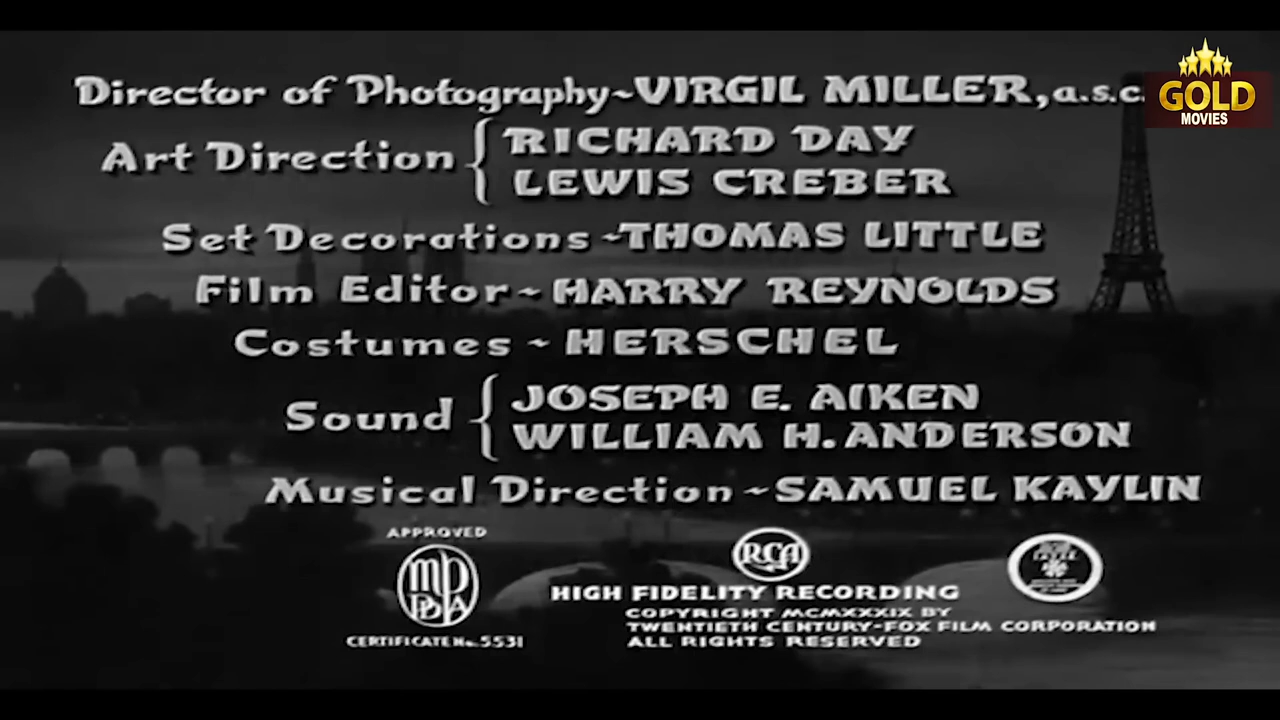 Director of Photography~VIRGIL MILLER, a.s.c.
GOLD
MOVIES
Art Direction { RICHARD DAY
LEWIS CREBER
Set Decorations ~THOMAS LITTLE
Film Editor ~ HARRY REYNOLDS
Costumes ~ HERSCHEL
Sound { JOSEPH E. AIKEN
WILLIAM H. ANDERSON
Musical Direction ~SAMUEL KAYLIN
APPROVED
MPPDA
CERTIFICATE No. 5531
RCA
HIGH FIDELITY RECORDING
COPYRIGHT MCMXXXIX BY
TWENTIETH CENTURY-FOX FILM CORPORATION
ALL RIGHTS RESERVED